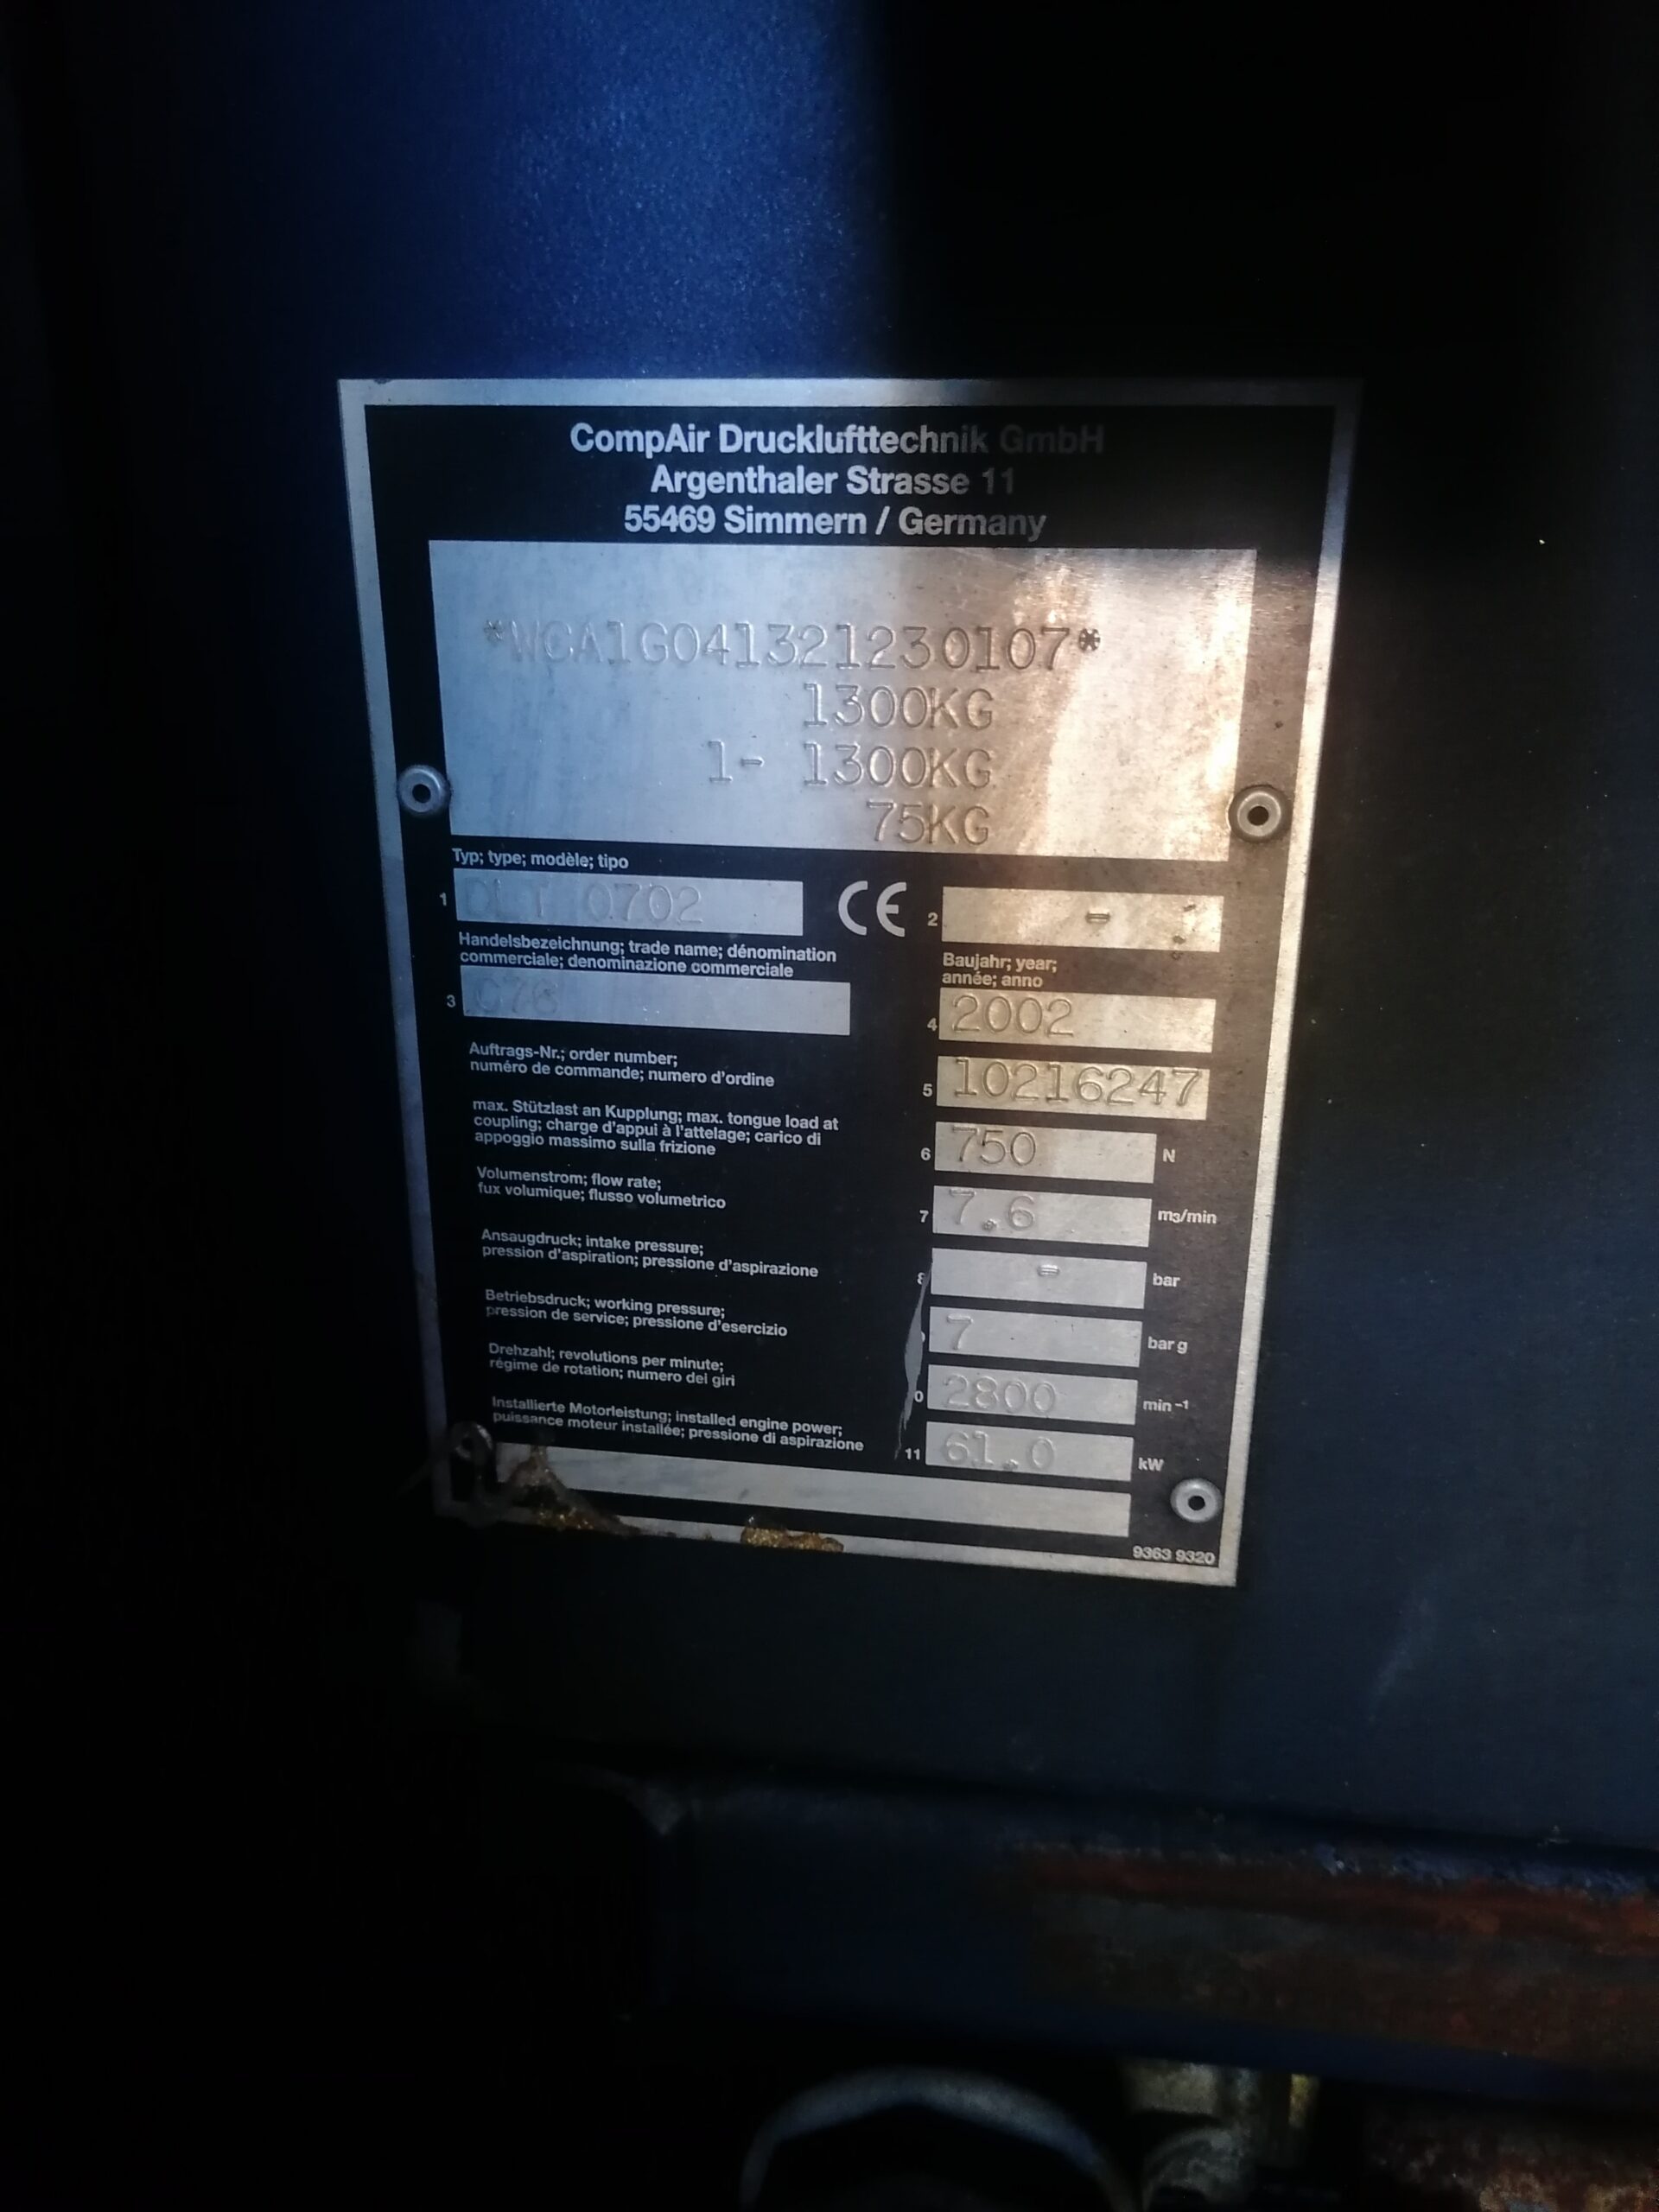 CompAir Drucklufttechnik GmbH
Argenthaler Strasse 11
55469 Simmern / Germany
*WCA1G041321230107*
1300KG
1- 1300KG
75KG
Typ; type; modèle; tipo
1 DLT 0702
CE
2 -
Handelsbezeichnung; trade name; dénomination
commerciale; denominazione commerciale
3 C76
Baujahr; year;
année; anno
4 2002
Auftrags-Nr.; order number;
numéro de commande; numero d'ordine
5 10216247
max. Stützlast an Kupplung; max. tongue load at
coupling; charge d'appui à l'attelage; carico di
appoggio massimo sulla frizione
6 750 N
Volumenstrom; flow rate;
fux volumique; flusso volumetrico
7 7.6 m3/min
Ansaugdruck; intake pressure;
pression d'aspiration; pressione d'aspirazione
8 - bar
Betriebsdruck; working pressure;
pression de service; pressione d'esercizio
7 bar g
Drehzahl; revolutions per minute;
régime de rotation; numero dei giri
0 2800 min -1
Installierte Motorleistung; installed engine power;
puissance moteur installée; pressione di aspirazione
11 61.0 kW
9363 9320